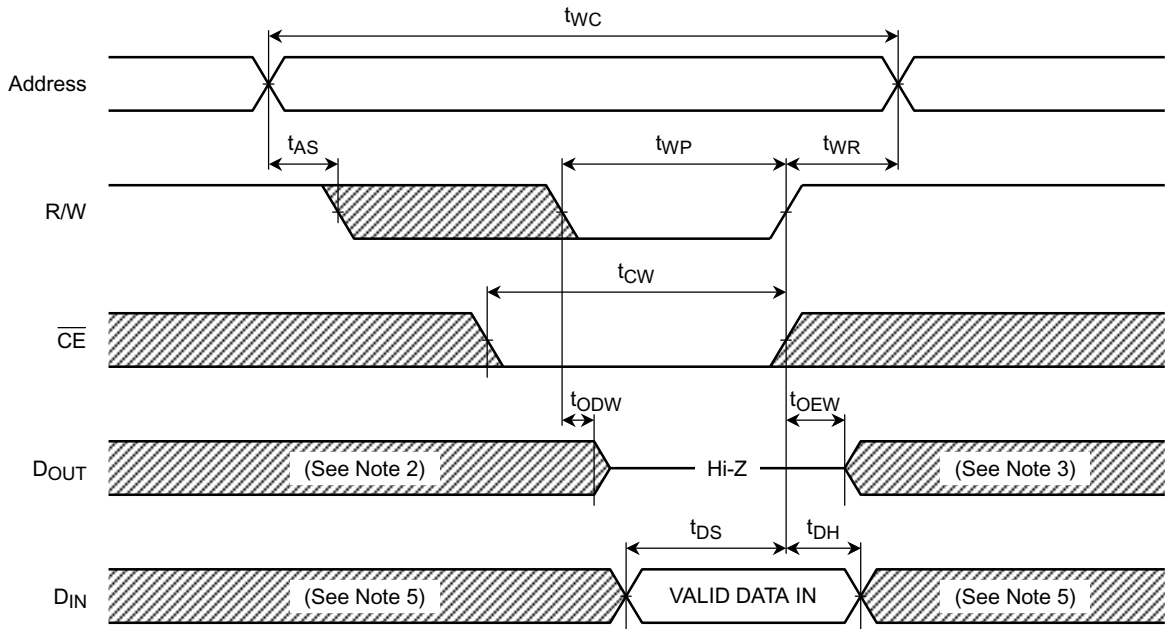 tWC
Address
tAS
tWP
tWR
R/W
tCW
CE
tODW
tOEW
DOUT
(See Note 2)
Hi-Z
(See Note 3)
tDS
tDH
DIN
(See Note 5)
VALID DATA IN
(See Note 5)